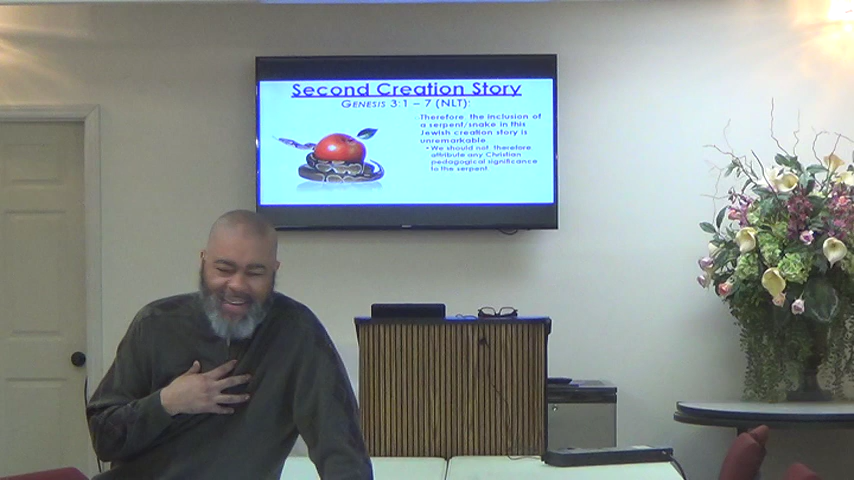 Second Creation Story
GENESIS 3:1 – 7 (NLT):
Therefore, the inclusion of
a serpent/snake in this
Jewish creation story is
unremarkable.
• We should not, therefore,
attribute any Christian
pedagogical significance
to the serpent.